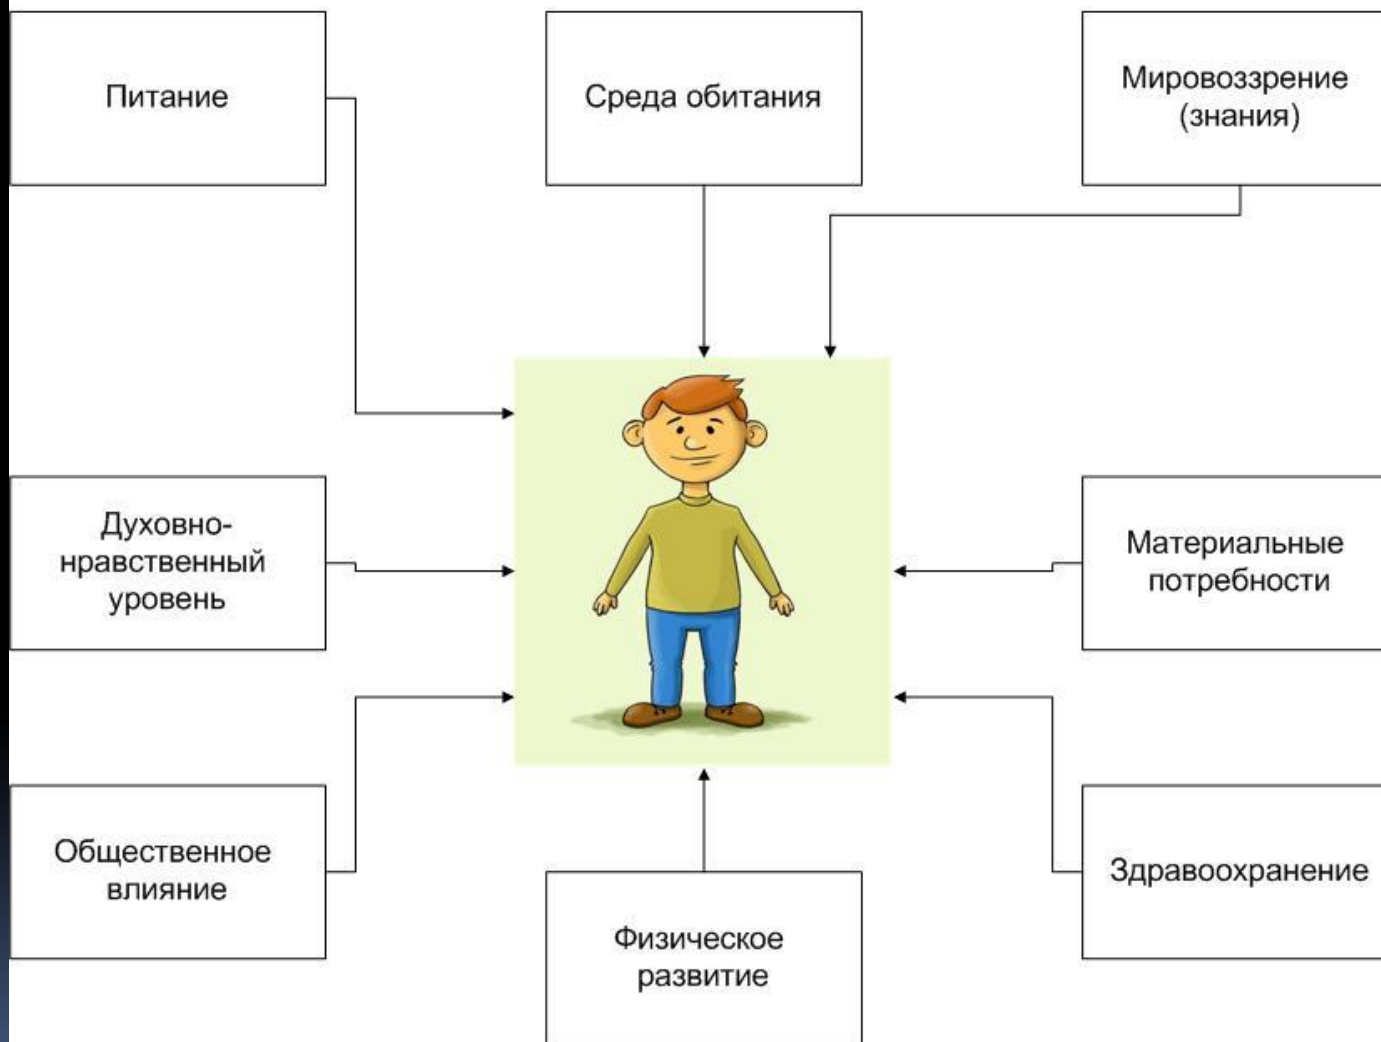 Питание
Среда обитания
Мировоззрение
(знания)
Духовно-
нравственный
уровень
Материальные
потребности
Общественное
влияние
Физическое
развитие
Здравоохранение